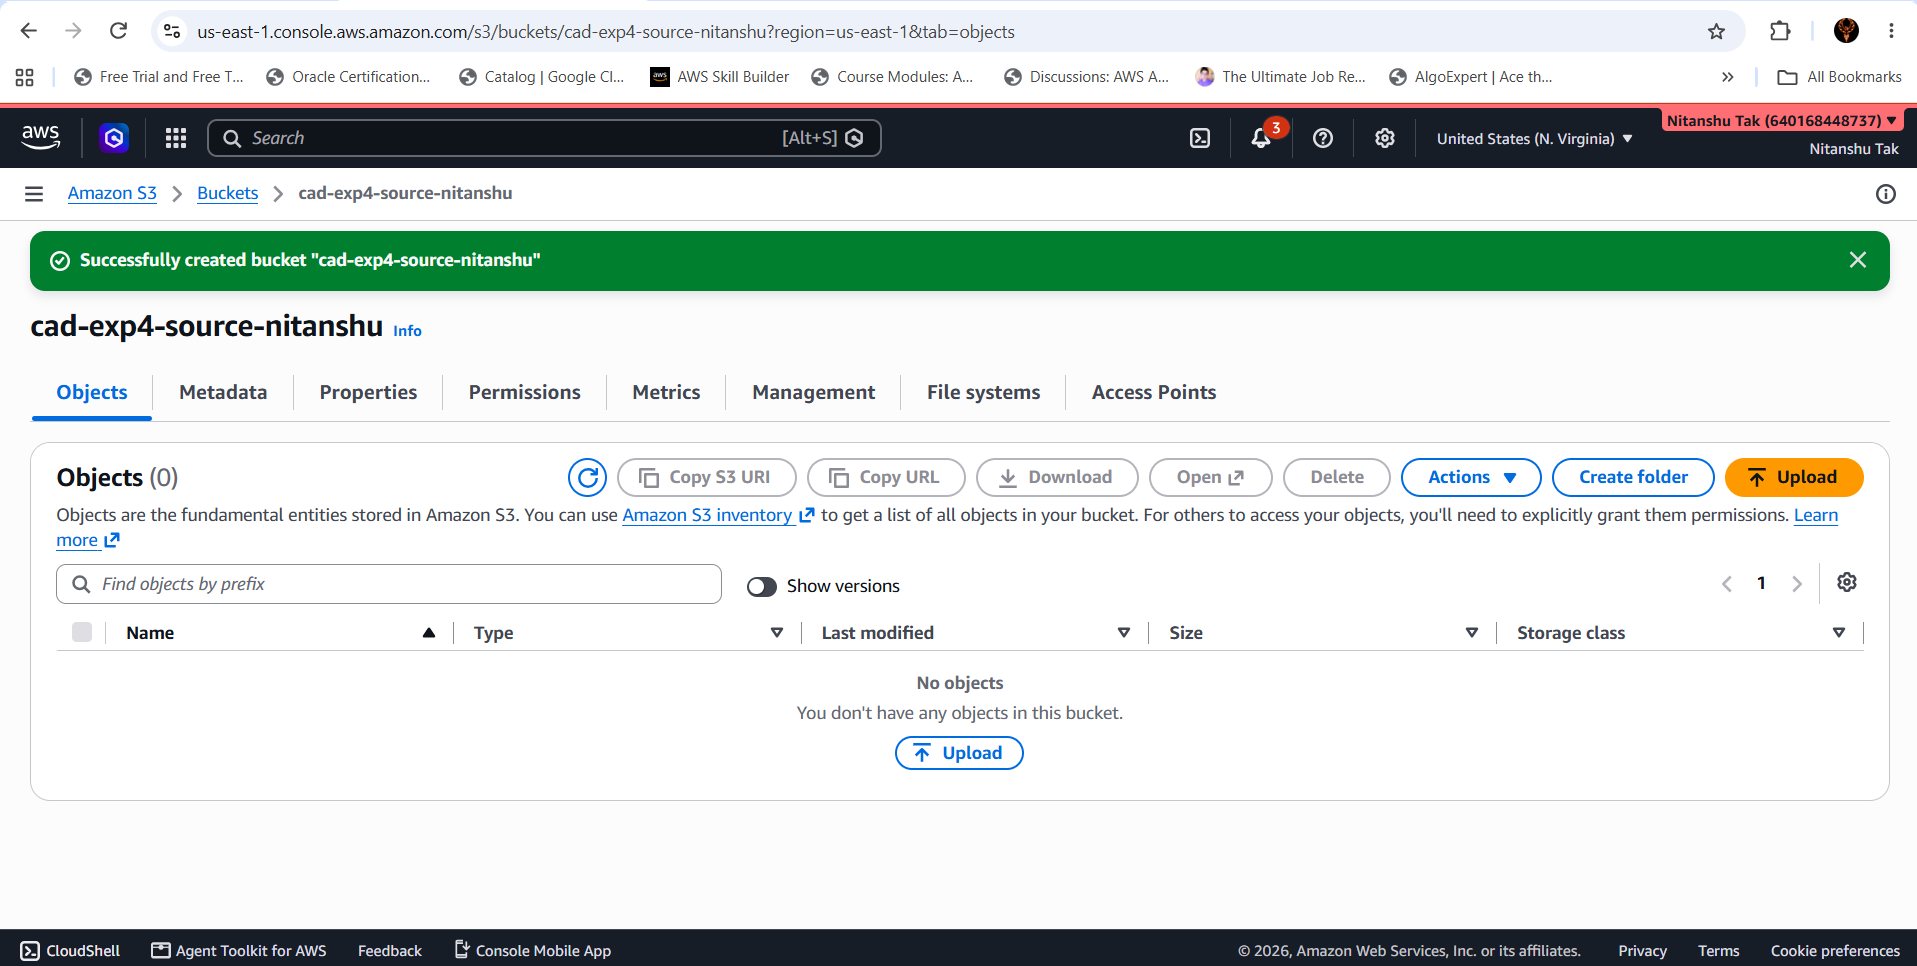 us-east-1.console.aws.amazon.com/s3/buckets/cad-exp4-source-nitanshu?region=us-east-1&tab=objects
Free Trial and Free T... Oracle Certification... Catalog | Google Cl... aws AWS Skill Builder Course Modules: A... Discussions: AWS A... The Ultimate Job Re... AlgoExpert | Ace th... » All Bookmarks
aws Search [Alt+S] 3 United States (N. Virginia) Nitanshu Tak (640168448737)
Nitanshu Tak
Amazon S3 Buckets cad-exp4-source-nitanshu
Successfully created bucket "cad-exp4-source-nitanshu"
cad-exp4-source-nitanshu Info
Objects Metadata Properties Permissions Metrics Management File systems Access Points
Objects (0) Copy S3 URI Copy URL Download Open Delete Actions Create folder Upload
Objects are the fundamental entities stored in Amazon S3. You can use Amazon S3 inventory to get a list of all objects in your bucket. For others to access your objects, you'll need to explicitly grant them permissions. Learn
more
Find objects by prefix Show versions 1
Name Type Last modified Size Storage class
No objects
You don't have any objects in this bucket.
Upload
CloudShell Agent Toolkit for AWS Feedback Console Mobile App © 2026, Amazon Web Services, Inc. or its affiliates. Privacy Terms Cookie preferences